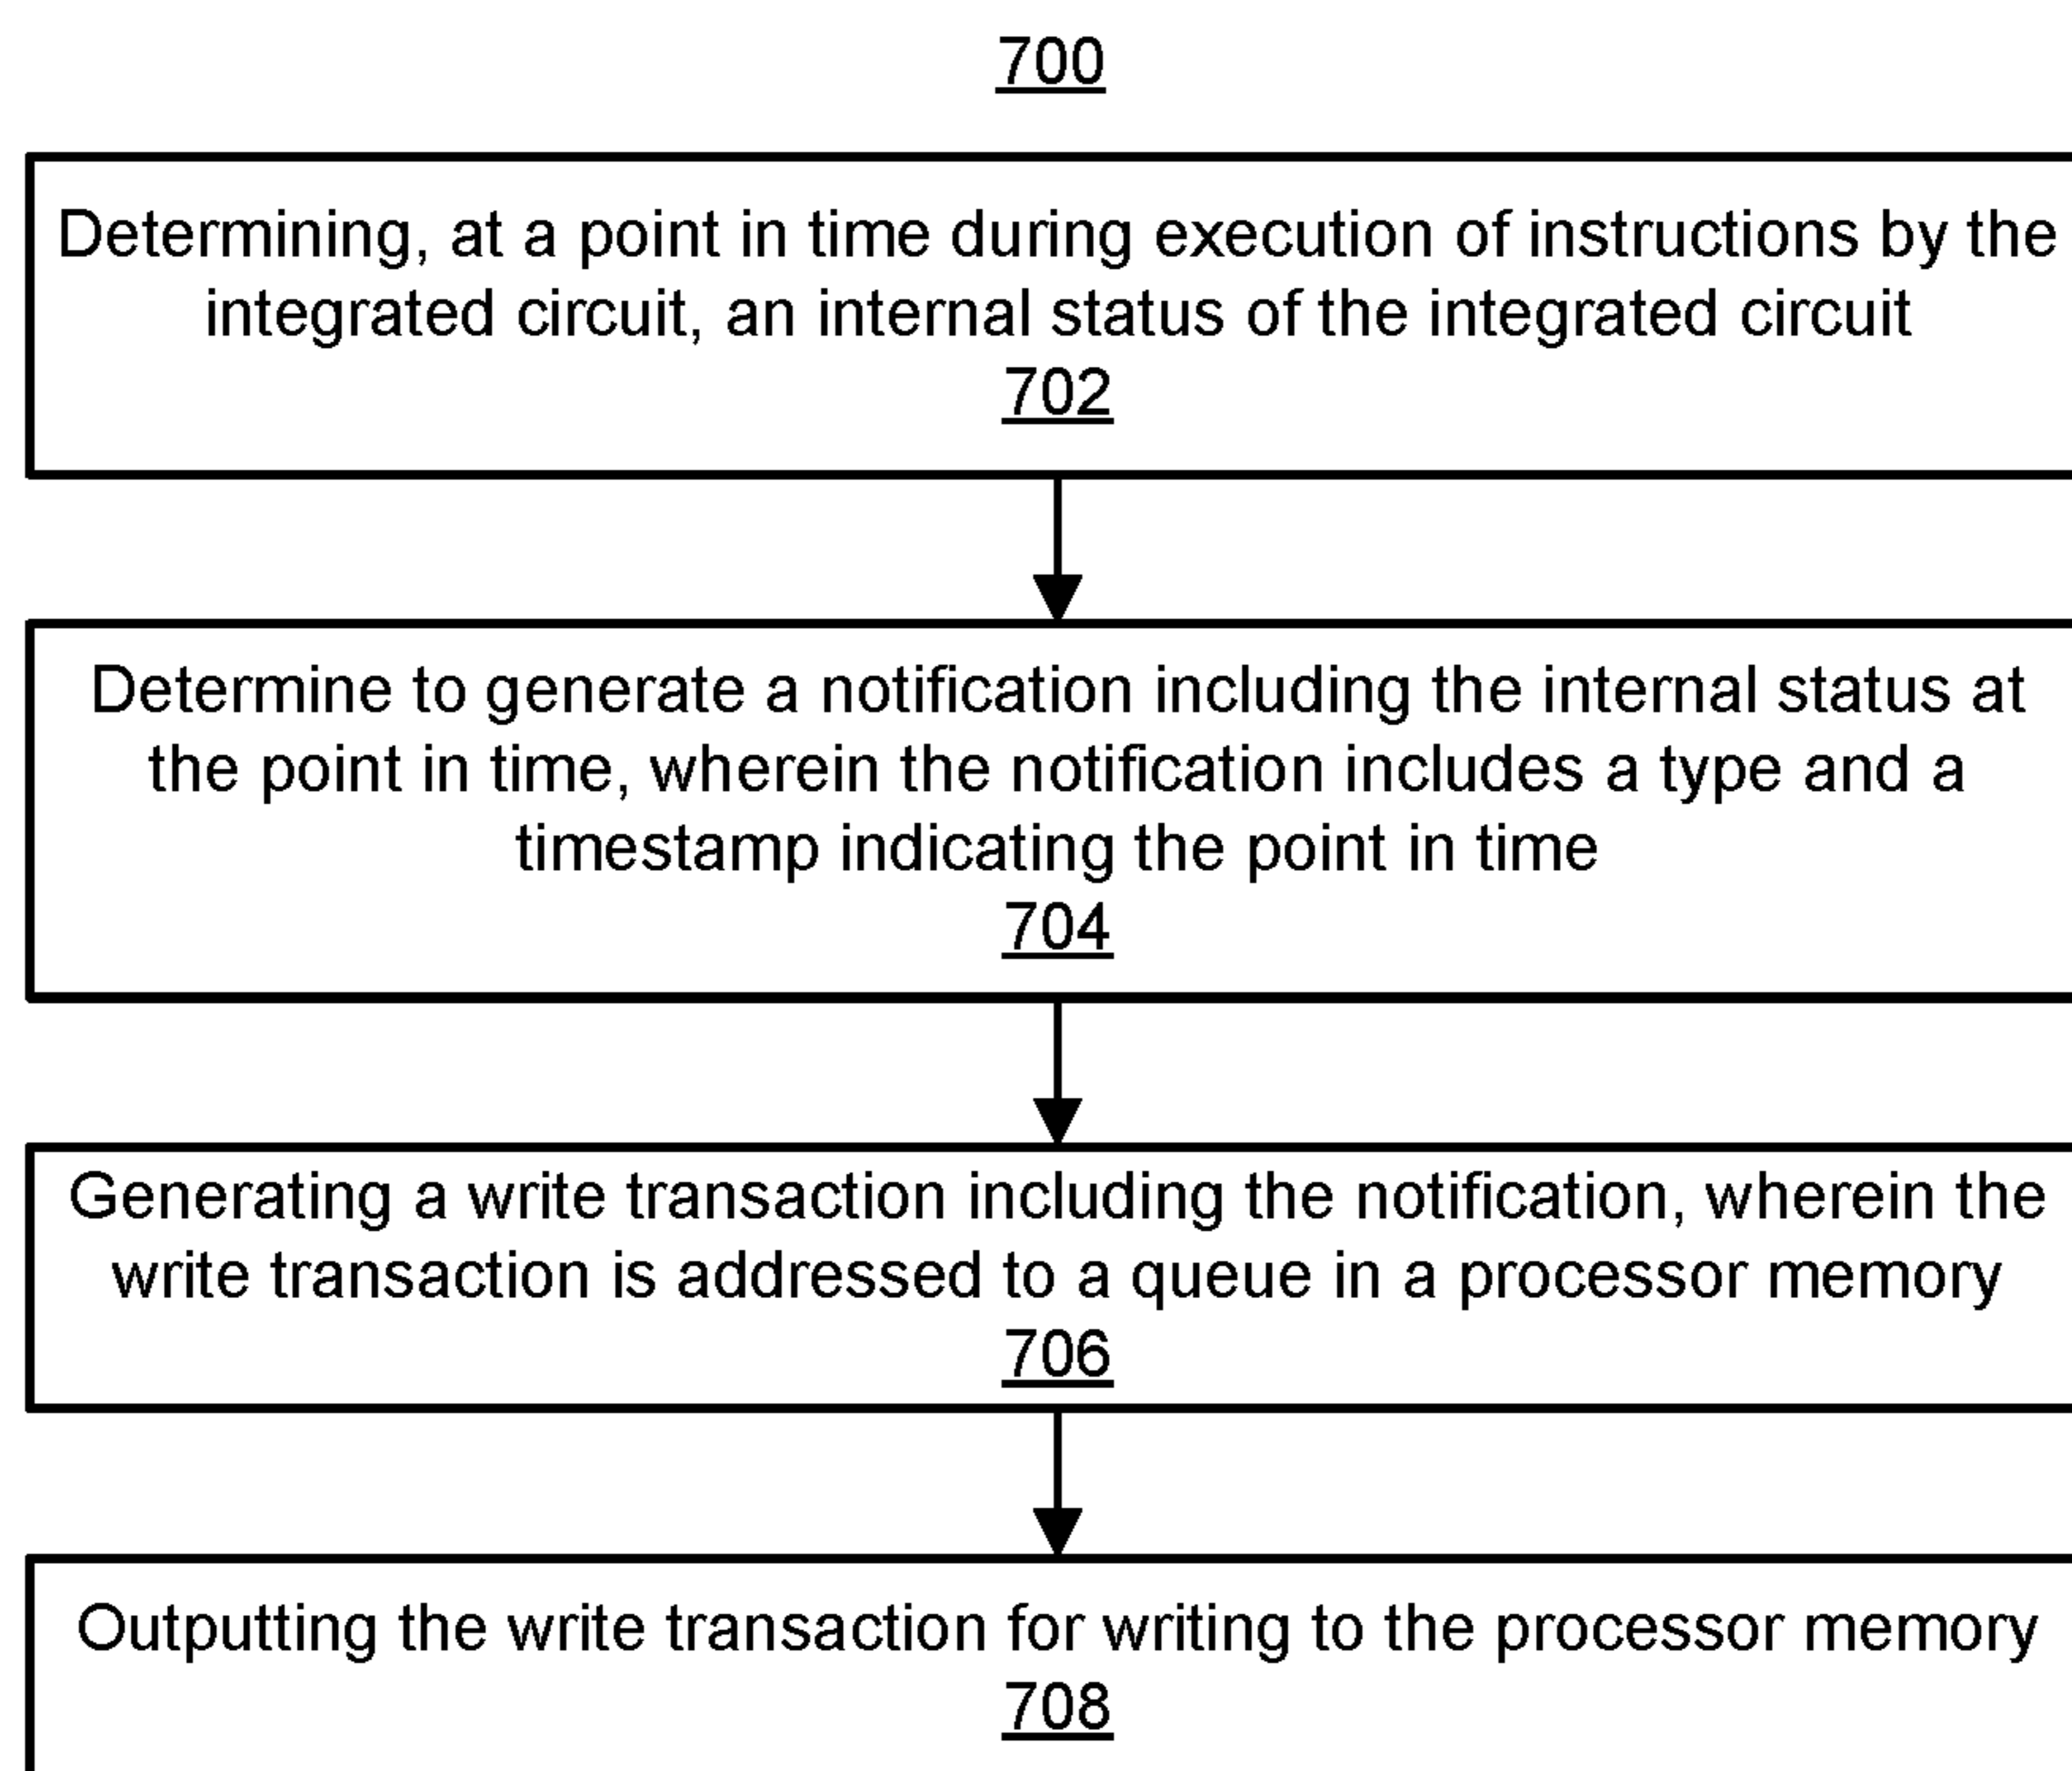 700
Determining, at a point in time during execution of instructions by the
integrated circuit, an internal status of the integrated circuit
702
Determine to generate a notification including the internal status at
the point in time, wherein the notification includes a type and a
timestamp indicating the point in time
704
Generating a write transaction including the notification, wherein the
write transaction is addressed to a queue in a processor memory
706
Outputting the write transaction for writing to the processor memory
708